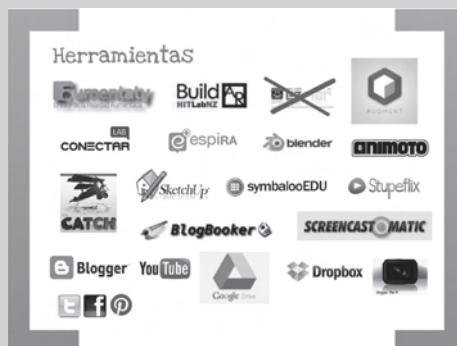 Herramientas
Build AR
HITLabNZ
AUGMENT
CONECTAR LAB
espiRA
blender
ANIMOTO
CATCH
SketchUp
symbalooEDU
Stupeflix
BlogBooker
SCREENCAST-O-MATIC
Blogger
YouTube
Google Drive
Dropbox